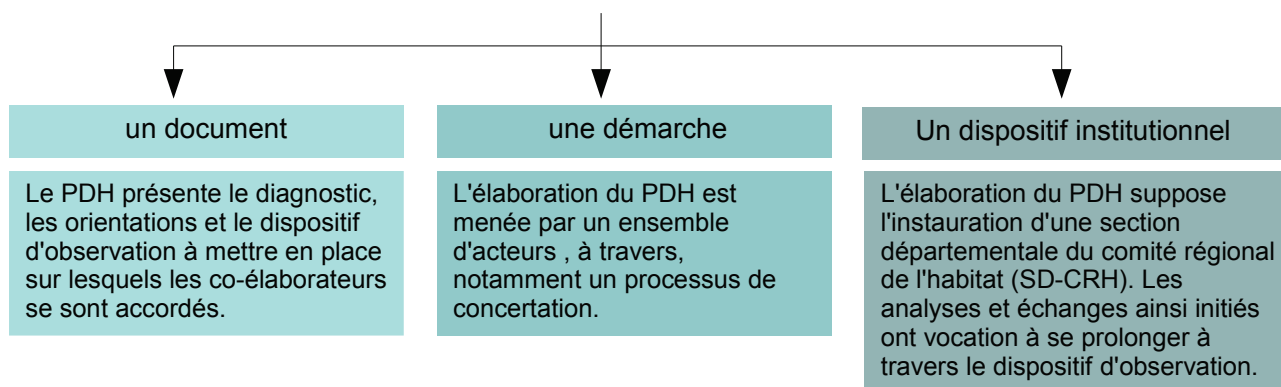 un document
Le PDH présente le diagnostic,
les orientations et le dispositif
d'observation à mettre en place
sur lesquels les co-élaborateurs
se sont accordés.
une démarche
L'élaboration du PDH est
menée par un ensemble
d'acteurs , à travers,
notamment un processus de
concertation.
Un dispositif institutionnel
L'élaboration du PDH suppose
l'instauration d'une section
départementale du comité régional
de l'habitat (SD-CRH). Les
analyses et échanges ainsi initiés
ont vocation à se prolonger à
travers le dispositif d'observation.